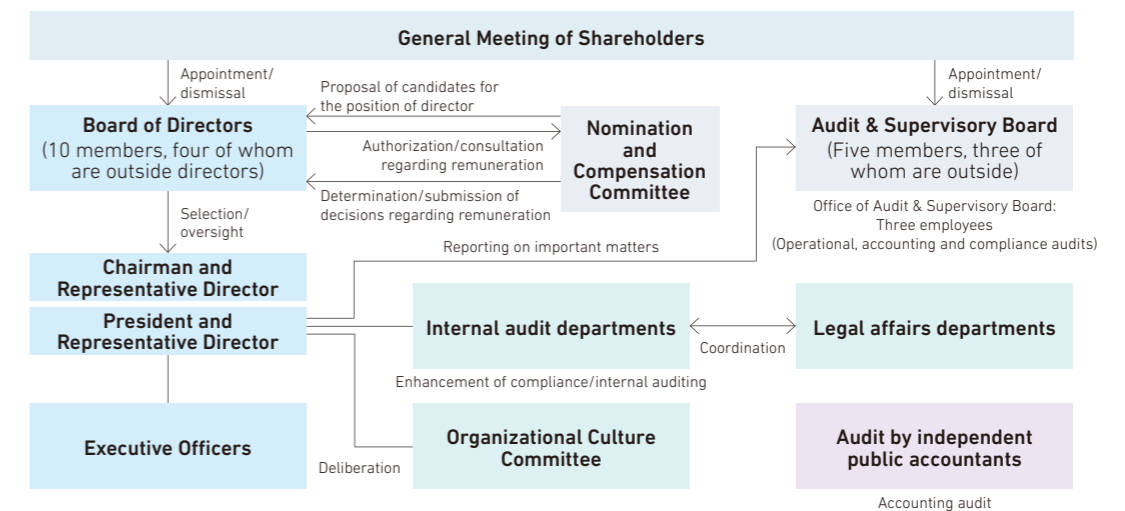 General Meeting of Shareholders
Appointment/
dismissal
Appointment/
dismissal
Proposal of candidates for
the position of director
Board of Directors
(10 members, four of whom
are outside directors)
Authorization/consultation
regarding remuneration
Determination/submission of
decisions regarding remuneration
Nomination
and
Compensation
Committee
Audit & Supervisory Board
(Five members, three of
whom are outside)
Office of Audit & Supervisory Board:
Three employees
(Operational, accounting and compliance audits)
Selection/
oversight
Reporting on important matters
Chairman and
Representative Director
President and
Representative Director
Internal audit departments
Coordination
Legal affairs departments
Enhancement of compliance/internal auditing
Executive Officers
Deliberation
Organizational Culture
Committee
Audit by independent
public accountants
Accounting audit